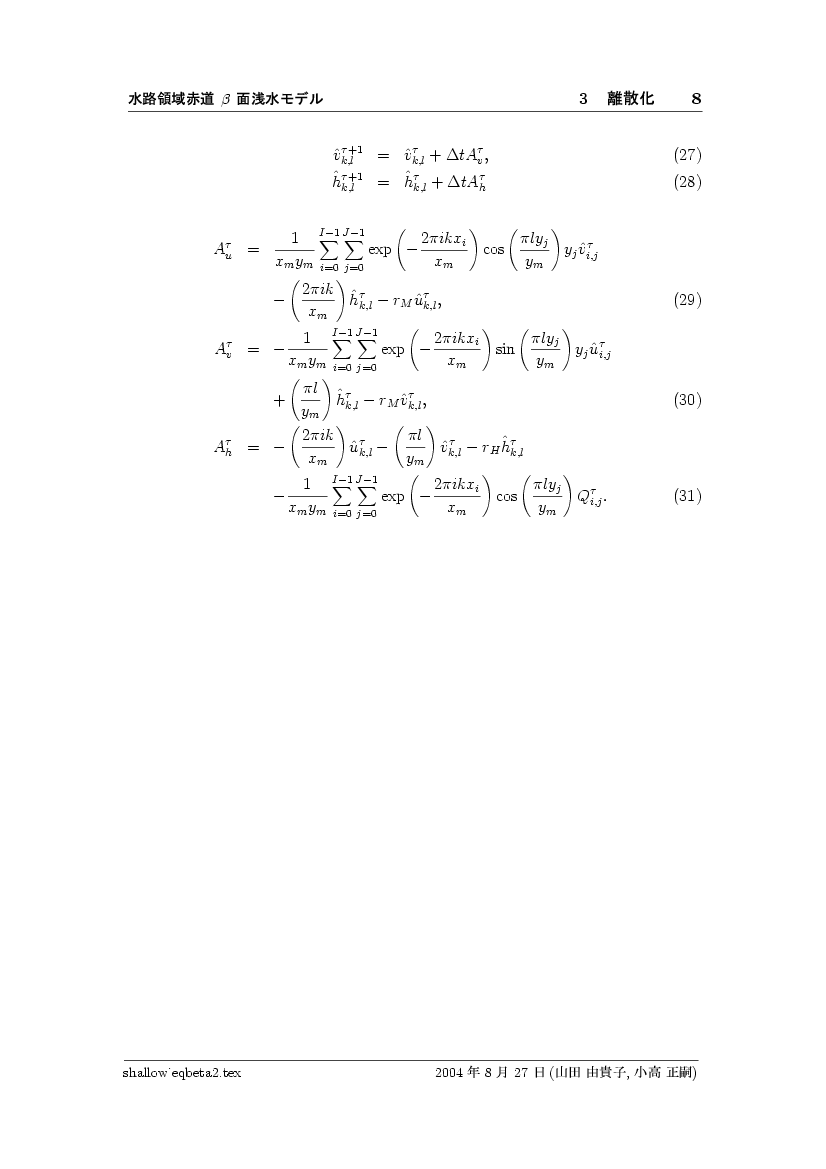 水路領域赤道 β 面浅水モデル 3 離散化 8
$\hat{v}_{k,l}^{\tau+1} = \hat{v}_{k,l}^{\tau} + \Delta t A_v^{\tau},$ (27)
$\hat{h}_{k,l}^{\tau+1} = \hat{h}_{k,l}^{\tau} + \Delta t A_h^{\tau}$ (28)
$A_u^{\tau} = \frac{1}{x_m y_m} \sum_{i=0}^{I-1} \sum_{j=0}^{J-1} \exp\left(-\frac{2\pi i k x_i}{x_m}\right) \cos\left(\frac{\pi l y_j}{y_m}\right) y_j \hat{v}_{i,j}^{\tau}$
$-\left(\frac{2\pi i k}{x_m}\right) \hat{h}_{k,l}^{\tau} - r_M \hat{u}_{k,l}^{\tau},$ (29)
$A_v^{\tau} = -\frac{1}{x_m y_m} \sum_{i=0}^{I-1} \sum_{j=0}^{J-1} \exp\left(-\frac{2\pi i k x_i}{x_m}\right) \sin\left(\frac{\pi l y_j}{y_m}\right) y_j \hat{u}_{i,j}^{\tau}$
$+\left(\frac{\pi l}{y_m}\right) \hat{h}_{k,l}^{\tau} - r_M \hat{v}_{k,l}^{\tau},$ (30)
$A_h^{\tau} = -\left(\frac{2\pi i k}{x_m}\right) \hat{u}_{k,l}^{\tau} - \left(\frac{\pi l}{y_m}\right) \hat{v}_{k,l}^{\tau} - r_H \hat{h}_{k,l}^{\tau}$
$-\frac{1}{x_m y_m} \sum_{i=0}^{I-1} \sum_{j=0}^{J-1} \exp\left(-\frac{2\pi i k x_i}{x_m}\right) \cos\left(\frac{\pi l y_j}{y_m}\right) Q_{i,j}^{\tau}.$ (31)
shallow˙eqbeta2.tex 2004 年 8 月 27 日 (山田 由貴子, 小高 正嗣)